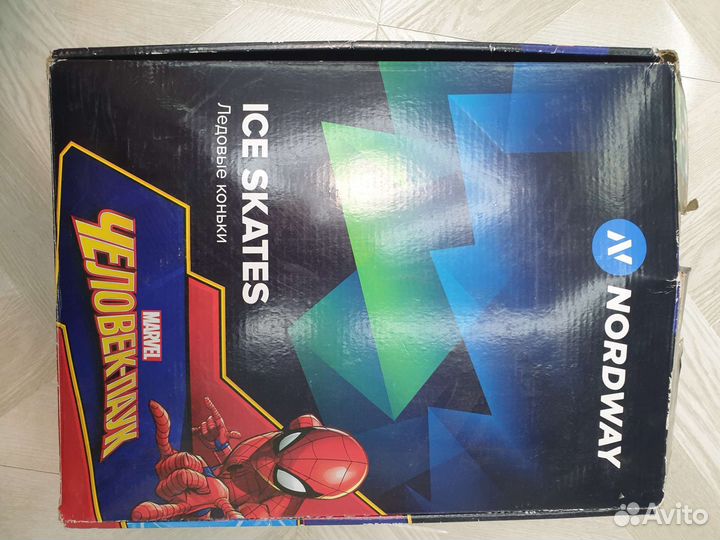 NORDWAY
ICE SKATES
Ледовые коньки
MARVEL
ЧЕЛОВЕК-ПАУК
Avito